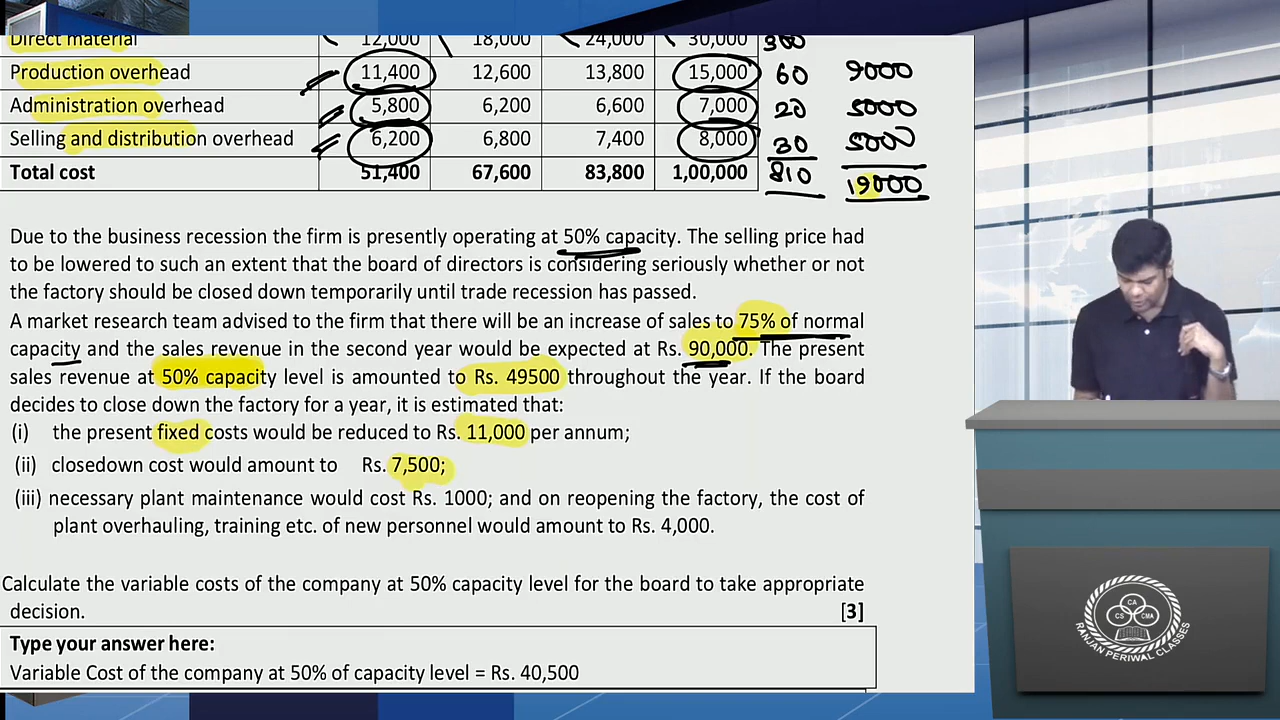 Direct material 12,000 18,000 24,000 30,000 300
Production overhead 11,400 12,600 13,800 15,000 60 9000
Administration overhead 5,800 6,200 6,600 7,000 20 5000
Selling and distribution overhead 6,200 6,800 7,400 8,000 30 5000
Total cost 51,400 67,600 83,800 1,00,000 810 19000
Due to the business recession the firm is presently operating at 50% capacity. The selling price had
to be lowered to such an extent that the board of directors is considering seriously whether or not
the factory should be closed down temporarily until trade recession has passed.
A market research team advised to the firm that there will be an increase of sales to 75% of normal
capacity and the sales revenue in the second year would be expected at Rs. 90,000. The present
sales revenue at 50% capacity level is amounted to Rs. 49500 throughout the year. If the board
decides to close down the factory for a year, it is estimated that:
(i) the present fixed costs would be reduced to Rs. 11,000 per annum;
(ii) closedown cost would amount to Rs. 7,500;
(iii) necessary plant maintenance would cost Rs. 1000; and on reopening the factory, the cost of
plant overhauling, training etc. of new personnel would amount to Rs. 4,000.
Calculate the variable costs of the company at 50% capacity level for the board to take appropriate
decision. [3]
Type your answer here:
Variable Cost of the company at 50% of capacity level = Rs. 40,500
CA
CS CMA
RANJAN PERIWAL CLASSES